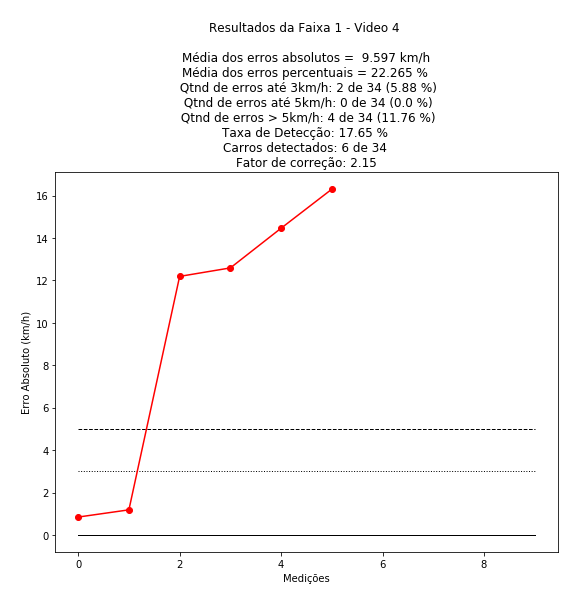 Resultados da Faixa 1 - Video 4
Média dos erros absolutos =  9.597 km/h
Média dos erros percentuais = 22.265 %
Qtnd de erros até 3km/h: 2 de 34 (5.88 %)
Qtnd de erros até 5km/h: 0 de 34 (0.0 %)
Qtnd de erros > 5km/h: 4 de 34 (11.76 %)
Taxa de Detecção: 17.65 %
Carros detectados: 6 de 34
Fator de correção: 2.15
16
14
12
10
8
6
4
2
0
Erro Absoluto (km/h)
0 2 4 6 8
Medições